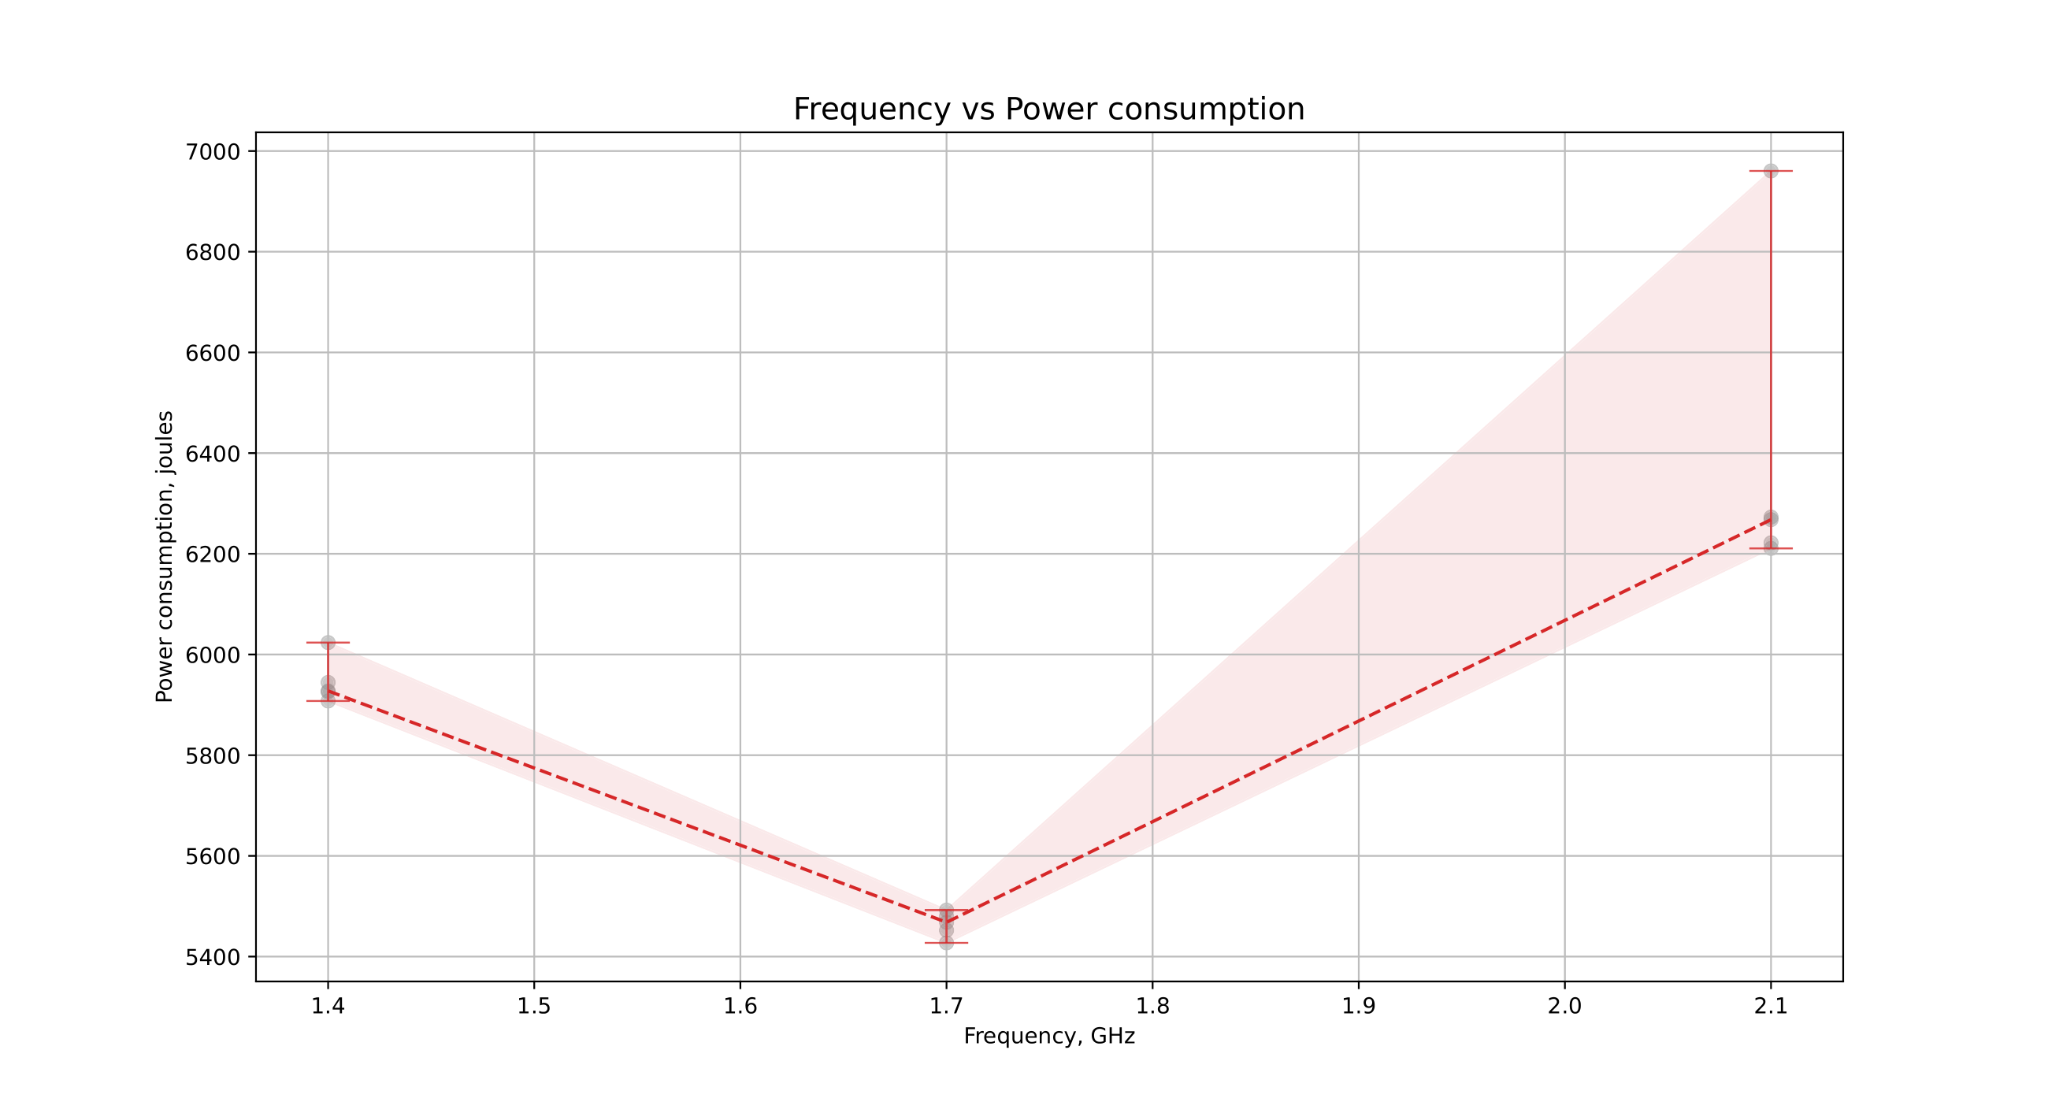 Frequency vs Power consumption
7000
6800
6600
6400
6200
6000
5800
5600
5400
Power consumption, joules
1.4 1.5 1.6 1.7 1.8 1.9 2.0 2.1
Frequency, GHz